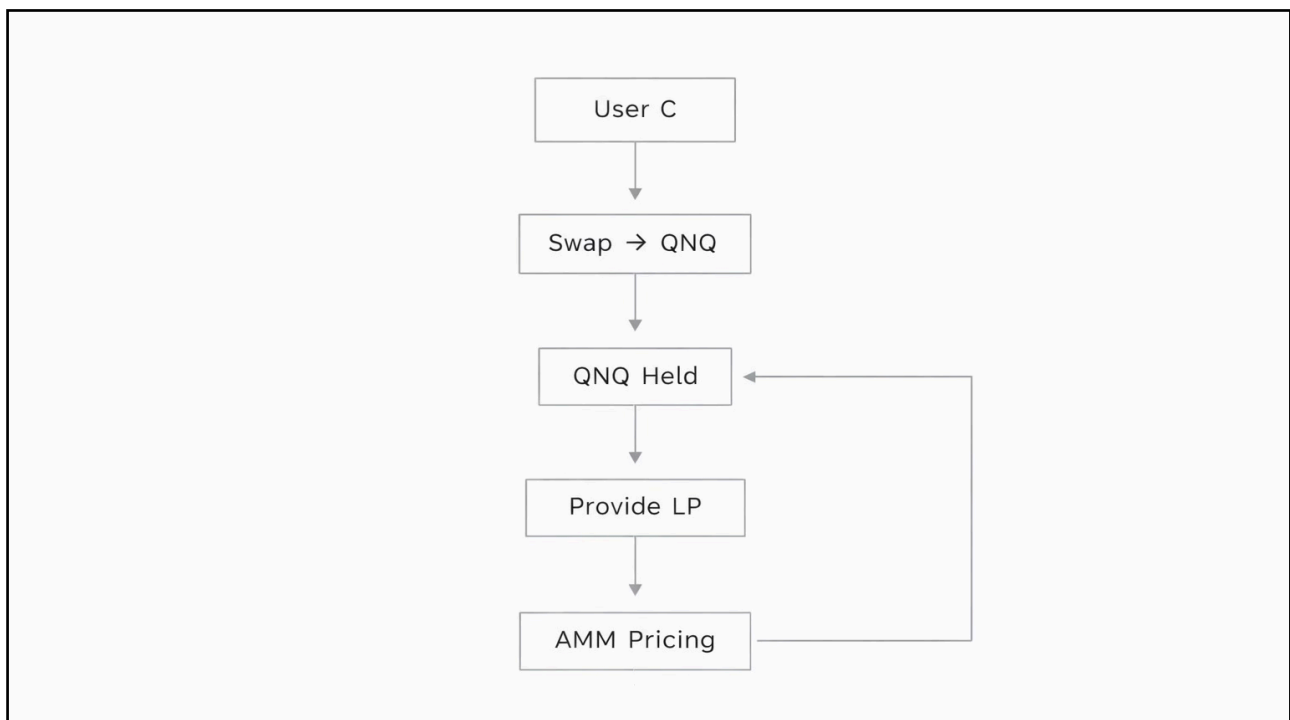 User C
Swap → QNQ
QNQ Held
Provide LP
AMM Pricing